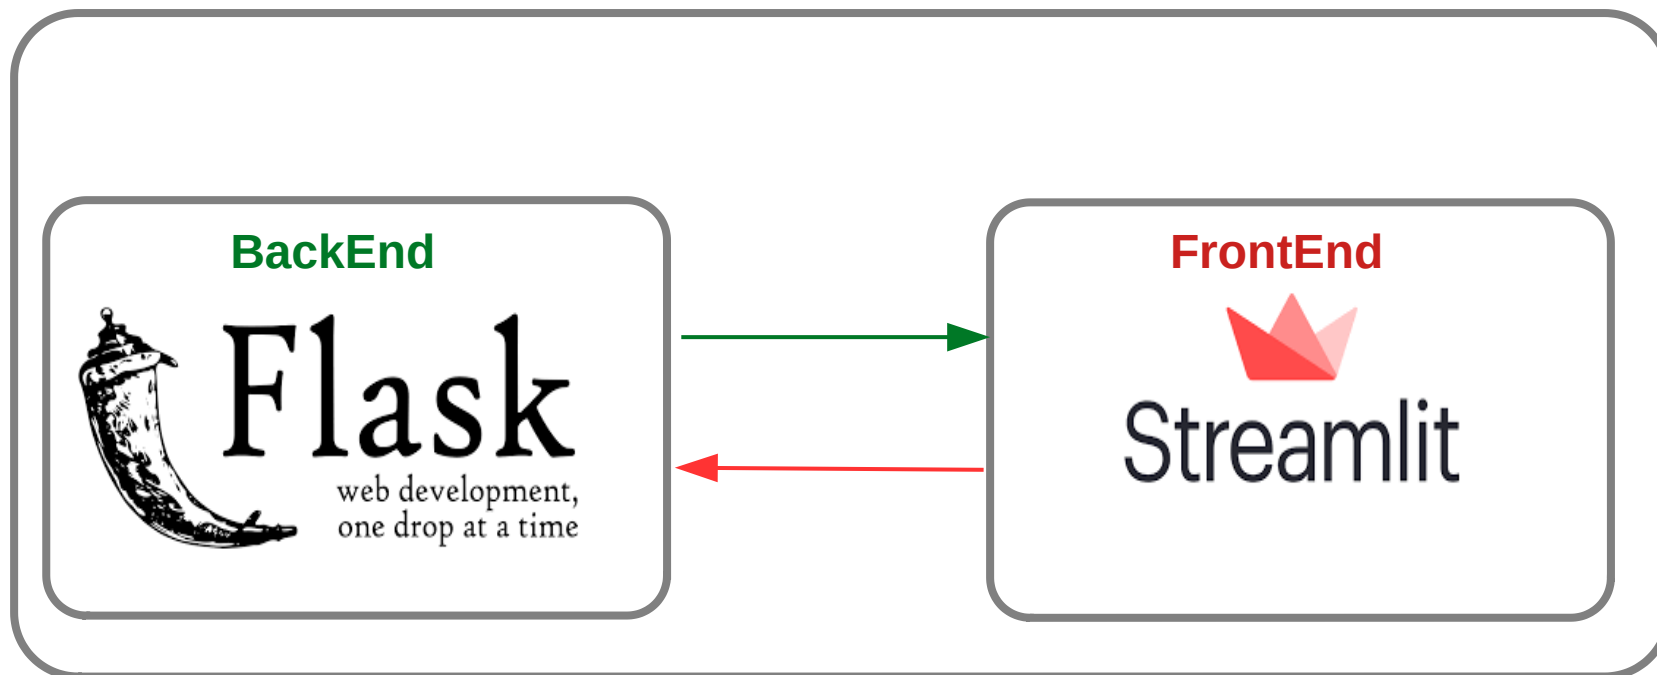 BackEnd
Flask
web development,
one drop at a time
FrontEnd
Streamlit